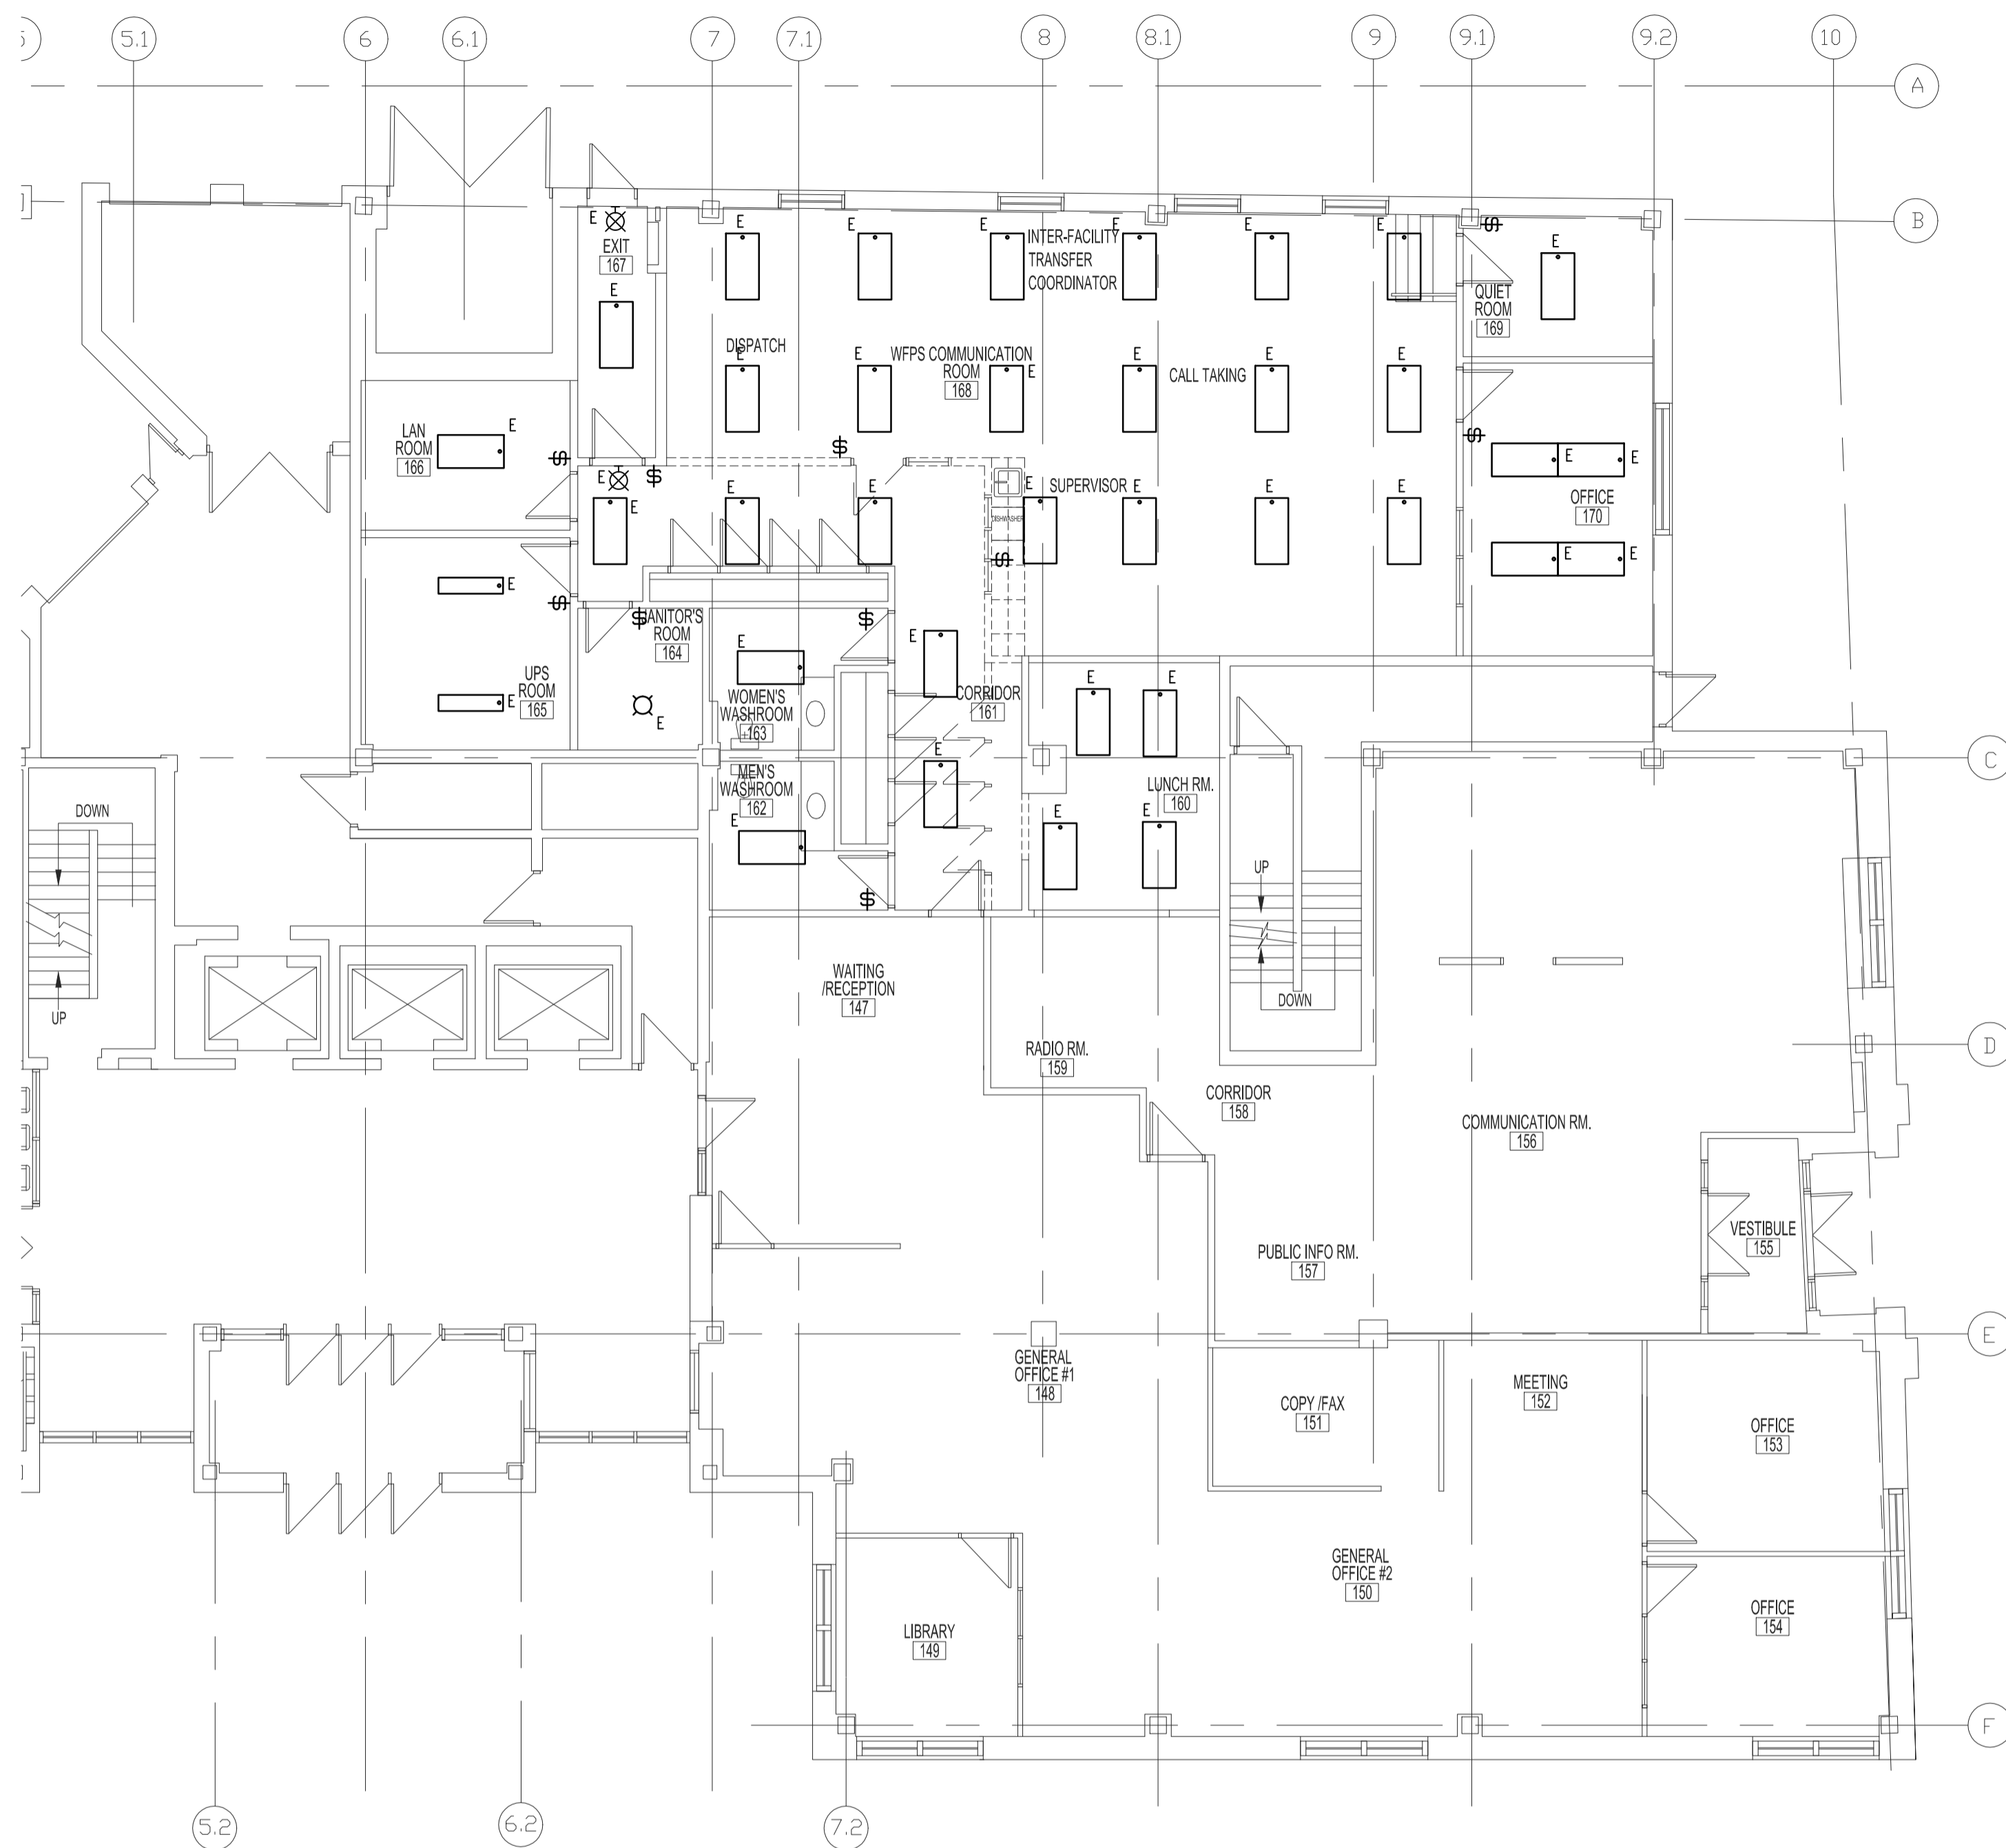 5.1
6
6.1
7
7.1
8
8.1
9
9.1
9.2
10
A
B
E
EXIT
167
E
E
E
E
INTER-FACILITY
TRANSFER
COORDINATOR
E
E
E
$
E
QUIET
ROOM
169
DISPATCH
E
E
WFPS COMMUNICATION
ROOM
168
E
E
CALL TAKING
E
E
LAN
ROOM
166
E
$
E
$
E
$
E
E
DISHWASHER
E
SUPERVISOR
E
E
E
$
$
E
E
OFFICE
170
E
E
E
$
UPS
ROOM
165
E
$
JANITOR'S
ROOM
164
E
$
E
WOMEN'S
WASHROOM
163
E
CORRIDOR
161
E
E
E
C
MEN'S
WASHROOM
162
E
$
E
E
LUNCH RM.
160
DOWN
UP
UP
DOWN
WAITING
/RECEPTION
147
RADIO RM.
159
D
CORRIDOR
158
COMMUNICATION RM.
156
PUBLIC INFO RM.
157
VESTIBULE
155
E
GENERAL
OFFICE #1
148
COPY /FAX
151
MEETING
152
OFFICE
153
GENERAL
OFFICE #2
150
LIBRARY
149
OFFICE
154
F
5.2
6.2
7.2